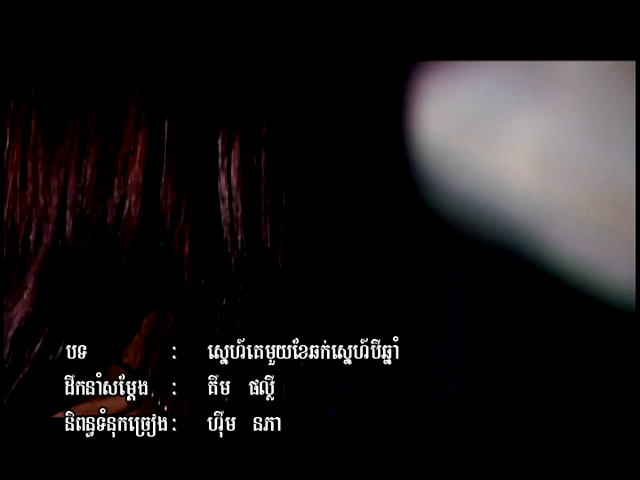 បទ : ស្នេហ៍គេមួយខែឆក់ស្នេហ៍បីឆ្នាំ
ដឹកនាំសម្តែង : គឹម ផល្លី
និពន្ធទំនុកច្រៀង : ហ៊ឹម នភា